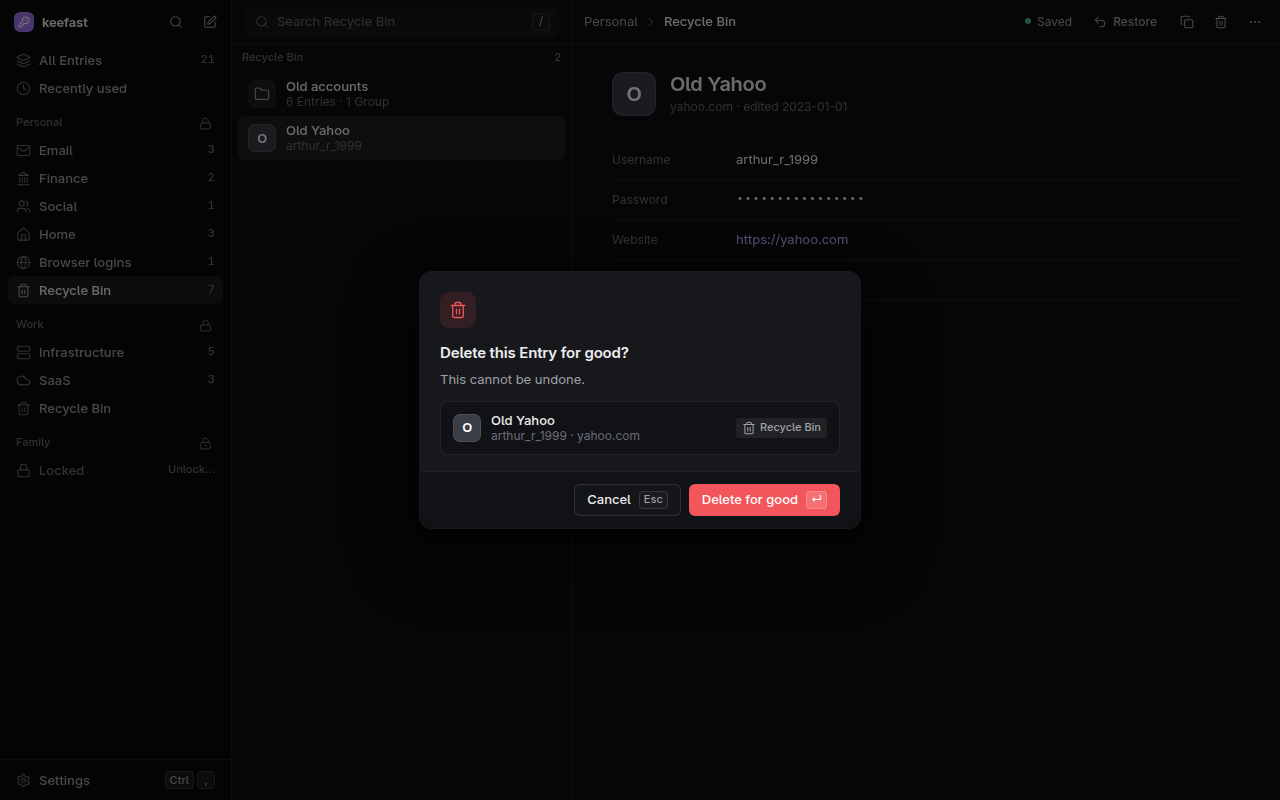 keefast
All Entries 21
Recently used
Personal
Email 3
Finance 2
Social 1
Home 3
Browser logins 1
Recycle Bin 7
Work
Infrastructure 5
SaaS 3
Recycle Bin
Family
Locked Unlock...
Settings Ctrl ,
Search Recycle Bin /
Recycle Bin 2
Old accounts
6 Entries · 1 Group
O Old Yahoo
arthur_r_1999
Personal Recycle Bin
Saved Restore
O Old Yahoo
yahoo.com · edited 2023-01-01
Username arthur_r_1999
Password ••••••••••••••••
Website https://yahoo.com
Delete this Entry for good?
This cannot be undone.
O Old Yahoo
arthur_r_1999 · yahoo.com
Recycle Bin
Cancel Esc Delete for good ↵